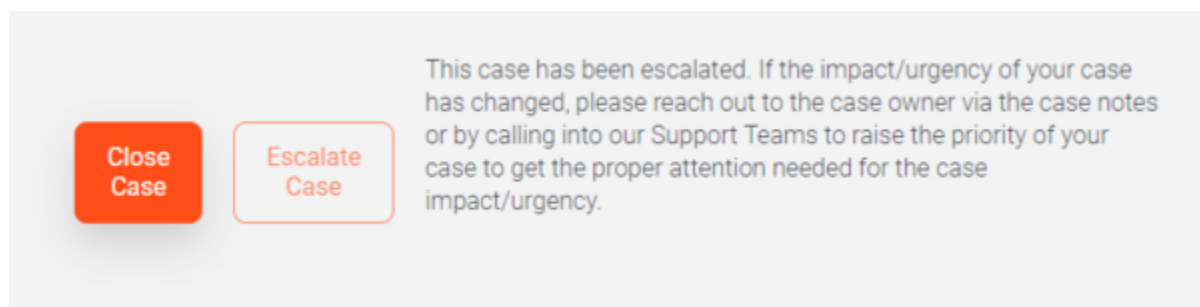 Close
Case
Escalate
Case
This case has been escalated. If the impact/urgency of your case
has changed, please reach out to the case owner via the case notes
or by calling into our Support Teams to raise the priority of your
case to get the proper attention needed for the case
impact/urgency.